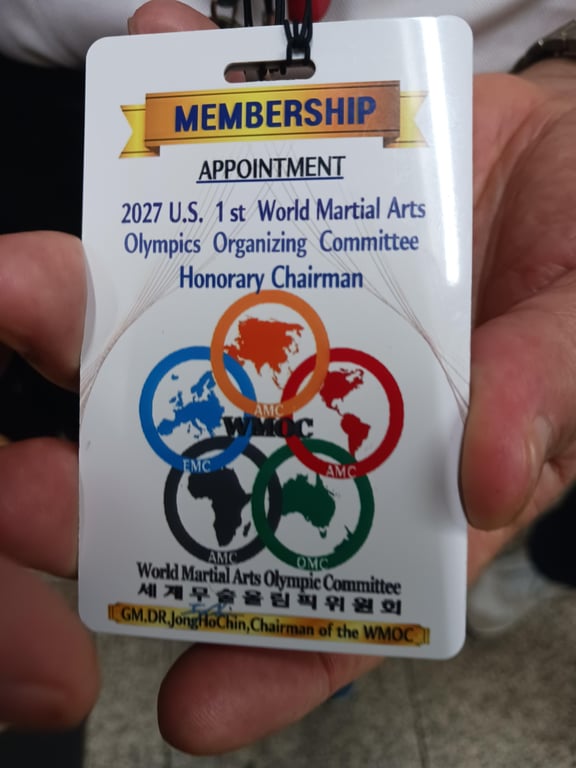 MEMBERSHIP
APPOINTMENT
2027 U.S. 1 st World Martial Arts
Olympics Organizing Committee
Honorary Chairman
AMC
WMOC
EMC
AMC
AMC
OMC
World Martial Arts Olympic Committee
세계무술올림픽위원회
GM.DR.JongHoChin,Chairman of the WMOC